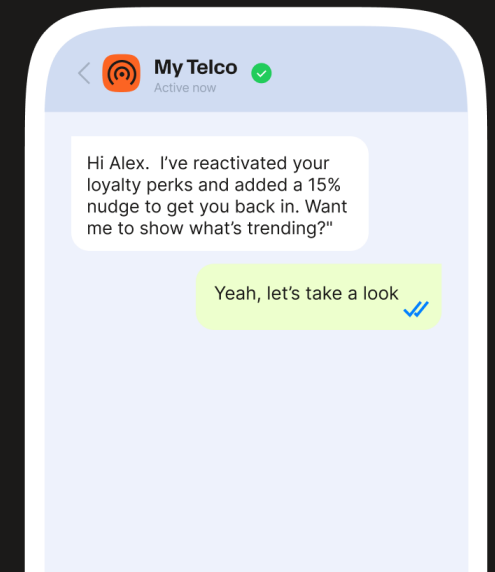 My Telco
Active now
Hi Alex.  I’ve reactivated your
loyalty perks and added a 15%
nudge to get you back in. Want
me to show what’s trending?"
Yeah, let’s take a look